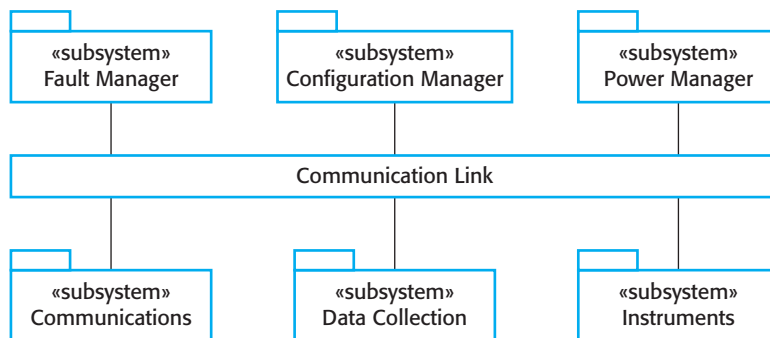 «subsystem»
Fault Manager
«subsystem»
Configuration Manager
«subsystem»
Power Manager
Communication Link
«subsystem»
Communications
«subsystem»
Data Collection
«subsystem»
Instruments